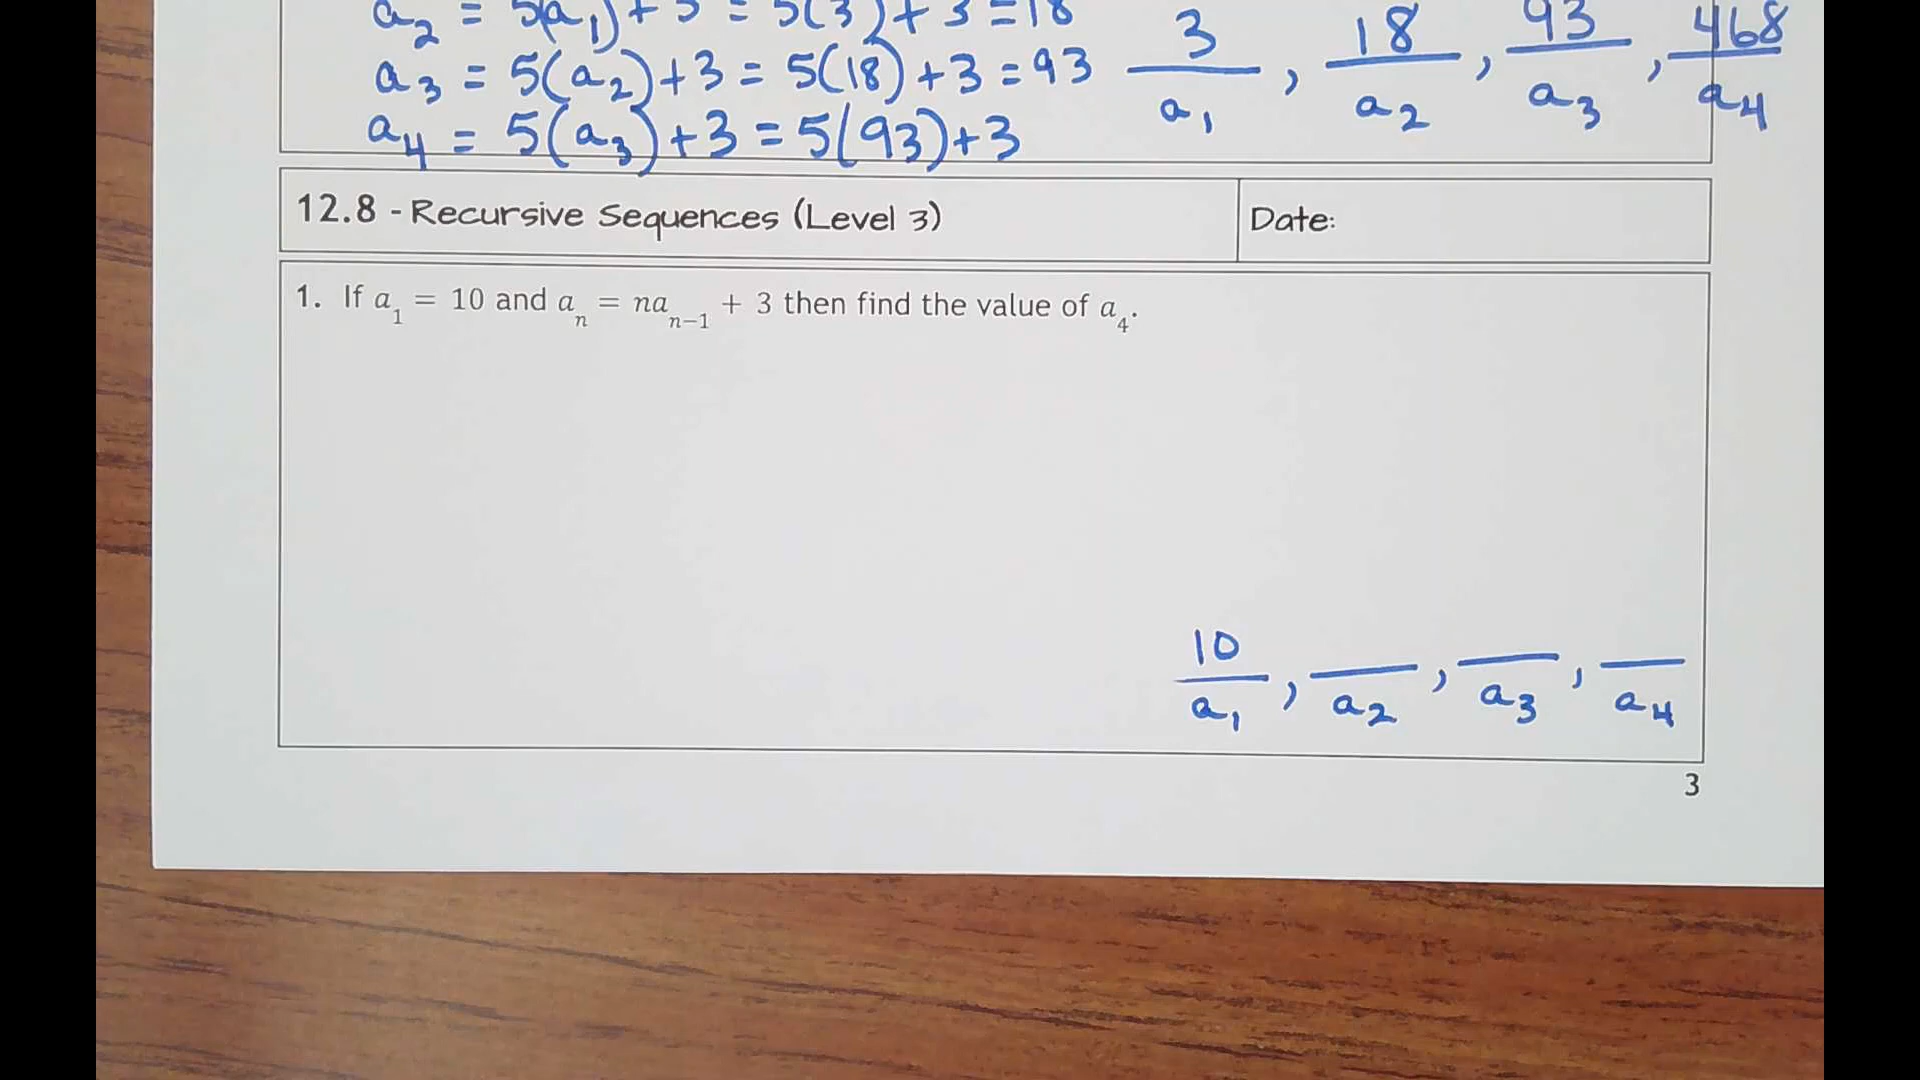 a₂ = 5(a₁) + 3 = 5(3) + 3 = 18
a₃ = 5(a₂) + 3 = 5(18) + 3 = 93
a₄ = 5(a₃) + 3 = 5(93) + 3
3, 18, 93, 468
a₁ a₂ a₃ a₄
12.8 - Recursive Sequences (Level 3)
Date:
1. If a₁ = 10 and aₙ = naₙ₋₁ + 3 then find the value of a₄.
10, __, __, __
a₁ a₂ a₃ a₄
3